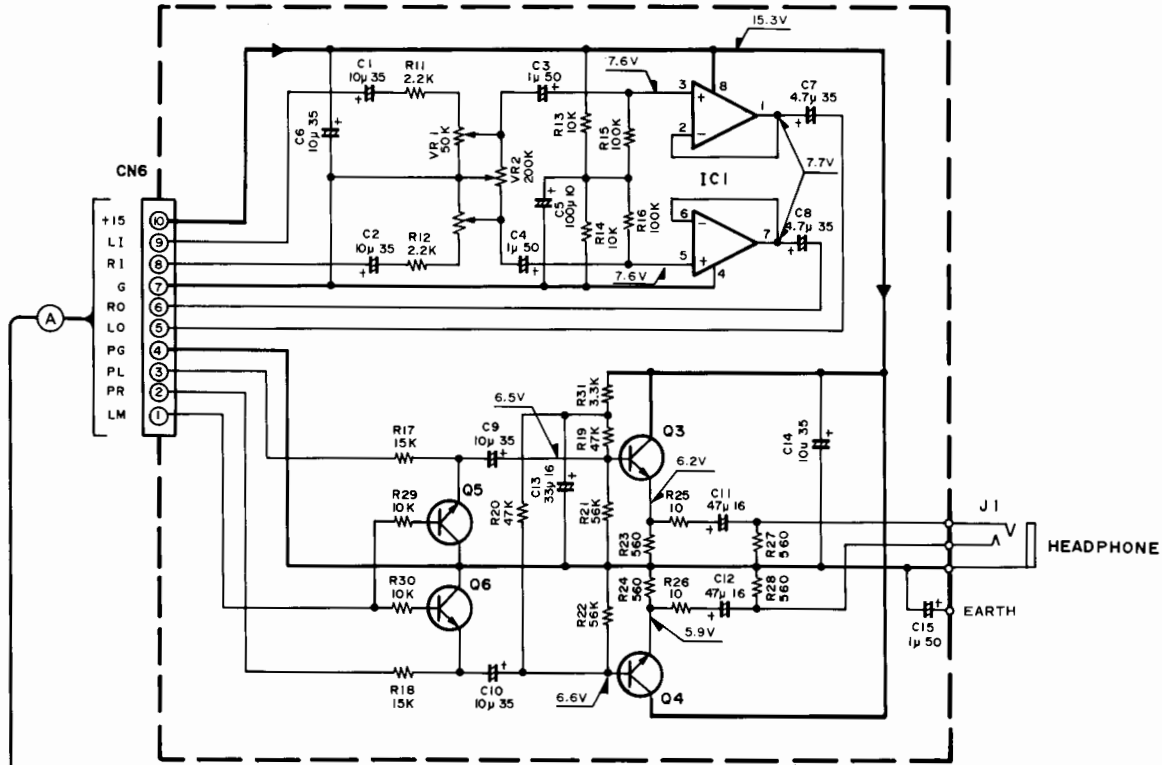 15.3V
C1
10µ 35
R11
2.2K
C3
1µ 50
7.6V
3
+
8
1
C7
4.7µ 35
+
+
+
C6
10µ 35
+
VR1
50K
VR2
200K
R13
10K
R15
100K
2
−
IC1
7.7V
CN6
C5
100µ 10
+
R14
10K
R16
100K
6
−
7
C8
4.7µ 35
+
+15
10
LI
9
RI
8
G
7
RO
6
LO
5
PG
4
PL
3
PR
2
LM
1
C2
10µ 35
+
R12
2.2K
C4
1µ 50
+
7.6V
5
+
4
A
R31
3.3K
6.5V
R17
15K
C9
10µ 35
+
R19
47K
Q3
C14
10µ 35
+
6.2V
Q5
R29
10K
C13
33µ 16
+
R20
47K
R21
56K
R25
10
C11
47µ 16
+
J1
R23
560
R27
560
HEADPHONE
R30
10K
Q6
R22
56K
R24
560
R26
10
C12
47µ 16
+
R28
560
+
EARTH
C15
1µ 50
5.9V
R18
15K
+
C10
10µ 35
6.6V
Q4